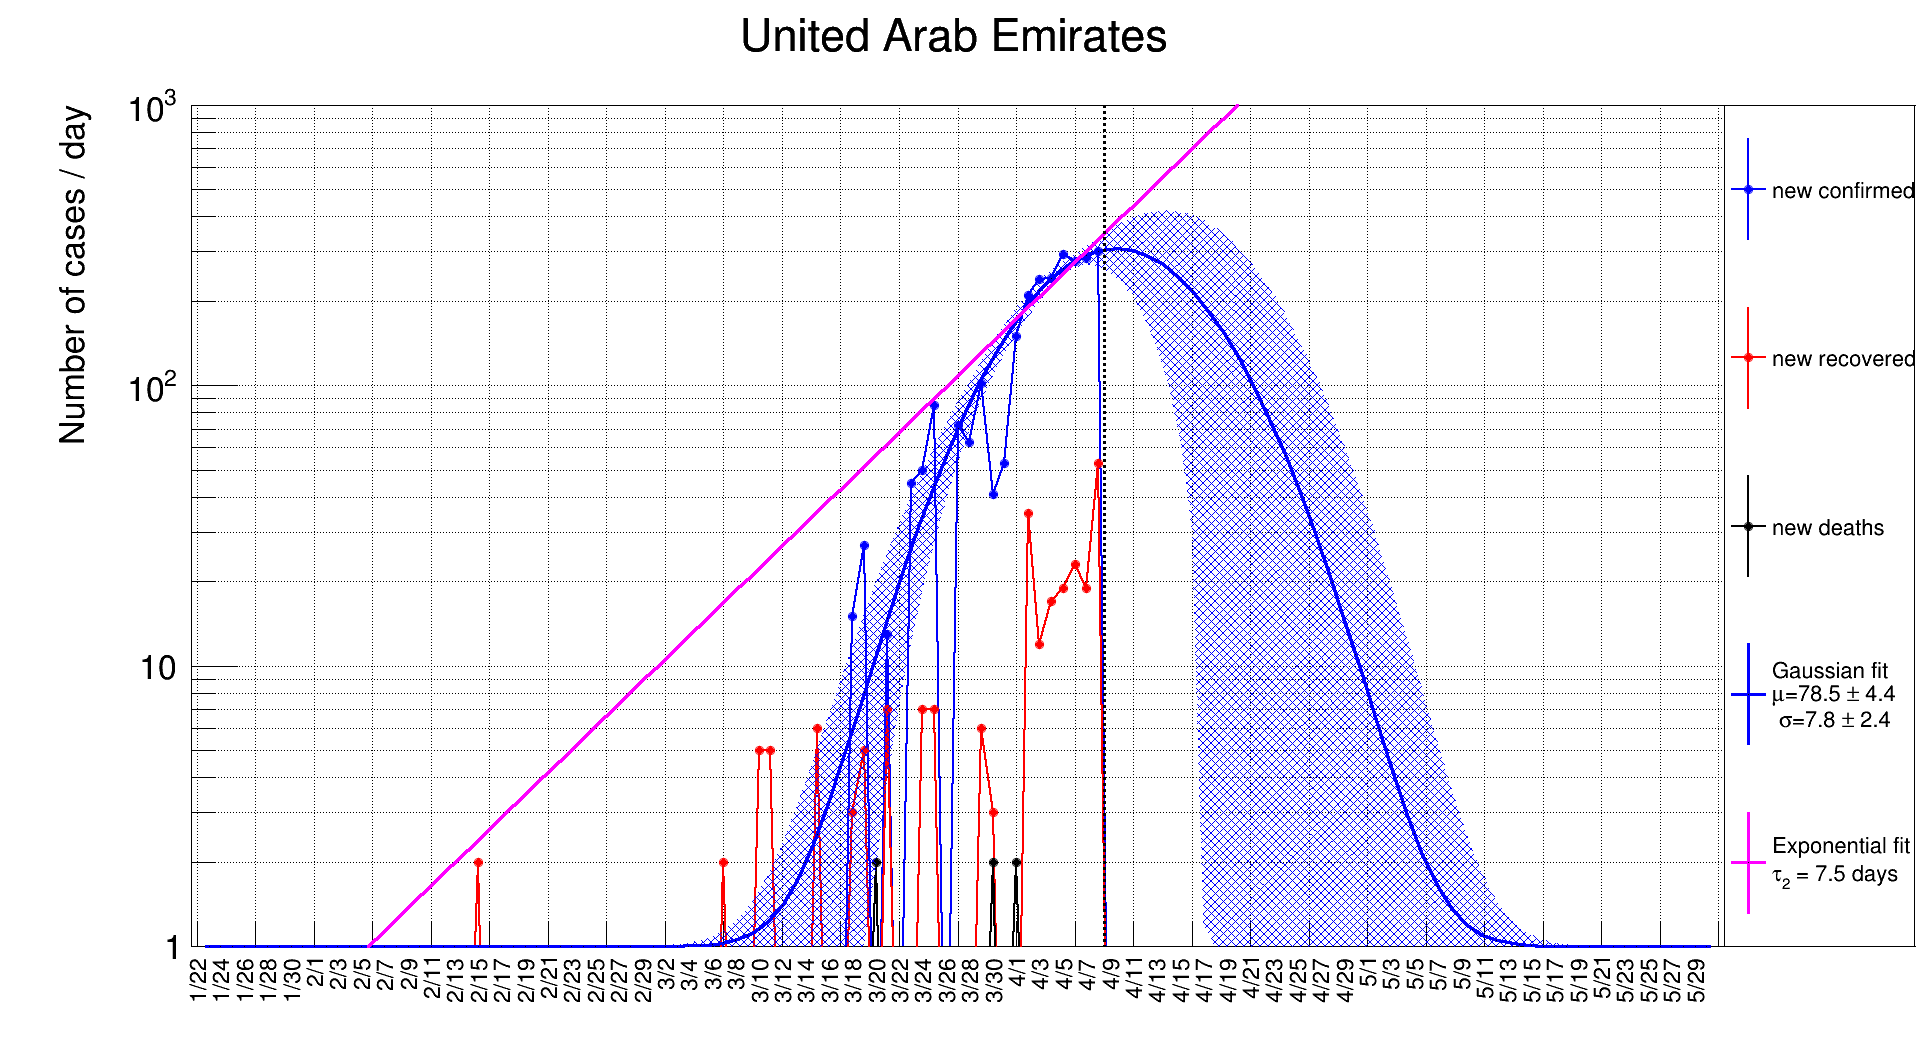 United Arab Emirates
Number of cases / day
10³
10²
10
1
1/22 1/24 1/26 1/28 1/30 2/1 2/3 2/5 2/7 2/9 2/11 2/13 2/15 2/17 2/19 2/21 2/23 2/25 2/27 2/29 3/2 3/4 3/6 3/8 3/10 3/12 3/14 3/16 3/18 3/20 3/22 3/24 3/26 3/28 3/30 4/1 4/3 4/5 4/7 4/9 4/11 4/13 4/15 4/17 4/19 4/21 4/23 4/25 4/27 4/29 5/1 5/3 5/5 5/7 5/9 5/11 5/13 5/15 5/17 5/19 5/21 5/23 5/25 5/27 5/29
new confirmed
new recovered
new deaths
Gaussian fit
μ=78.5 ± 4.4
σ=7.8 ± 2.4
Exponential fit
τ₂ = 7.5 days